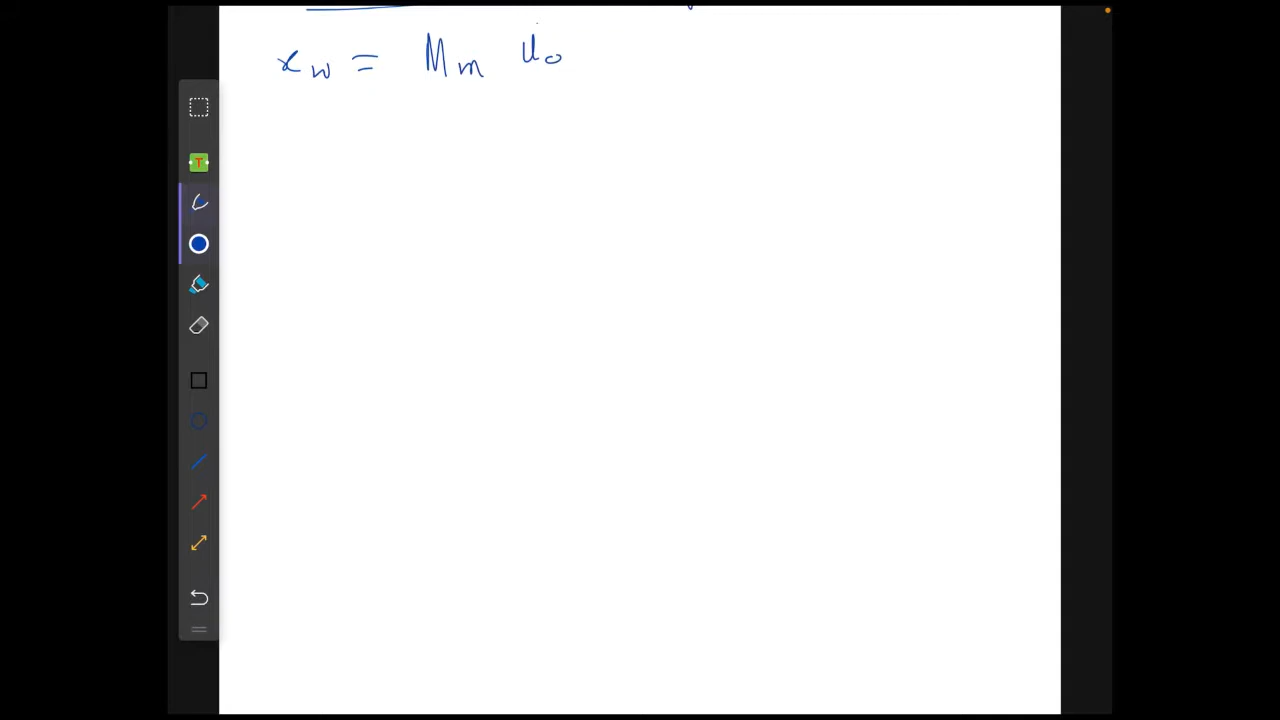 x_w = M_m u_o
T